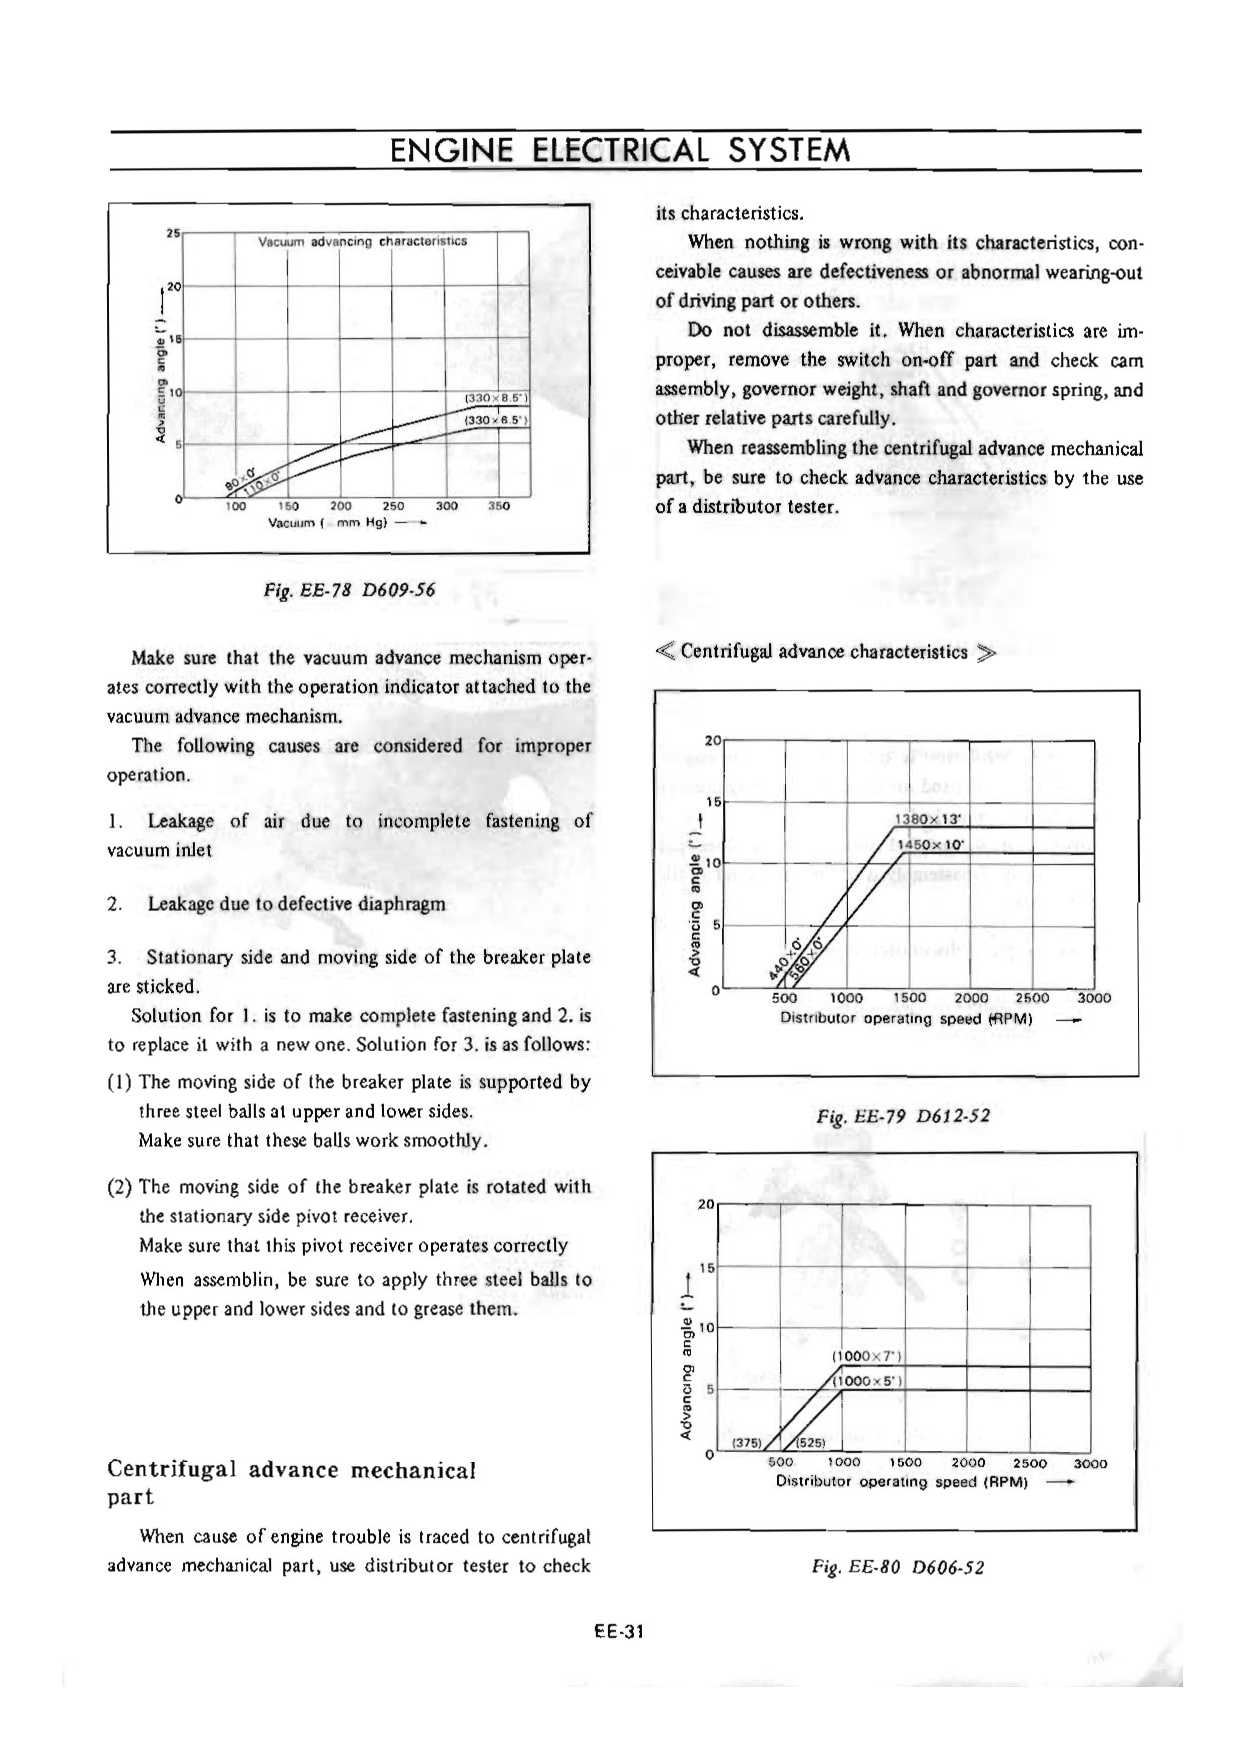 ENGINE ELECTRICAL SYSTEM
Vacuum advancing characteristics
25
20
15
10
5
0
Advancing angle (°)
(330×8.5°)
(330×6.5°)
90×0°
110×0°
100 150 200 250 300 350
Vacuum ( mm Hg)
Fig. EE-78 D609-56
Make sure that the vacuum advance mechanism oper-
ates correctly with the operation indicator attached to the
vacuum advance mechanism.
The following causes are considered for improper
operation.
1. Leakage of air due to incomplete fastening of
vacuum inlet
2. Leakage due to defective diaphragm
3. Stationary side and moving side of the breaker plate
are sticked.
Solution for 1. is to make complete fastening and 2. is
to replace it with a new one. Solution for 3. is as follows:
(1) The moving side of the breaker plate is supported by
three steel balls at upper and lower sides.
Make sure that these balls work smoothly.
(2) The moving side of the breaker plate is rotated with
the stationary side pivot receiver.
Make sure that this pivot receiver operates correctly
When assemblin, be sure to apply three steel balls to
the upper and lower sides and to grease them.
Centrifugal advance mechanical
part
When cause of engine trouble is traced to centrifugal
advance mechanical part, use distributor tester to check
its characteristics.
When nothing is wrong with its characteristics, con-
ceivable causes are defectiveness or abnormal wearing-out
of driving part or others.
Do not disassemble it. When characteristics are im-
proper, remove the switch on-off part and check cam
assembly, governor weight, shaft and governor spring, and
other relative parts carefully.
When reassembling the centrifugal advance mechanical
part, be sure to check advance characteristics by the use
of a distributor tester.
≪ Centrifugal advance characteristics ≫
20
15
10
5
0
Advancing angle (°)
1380×13°
1450×10°
440×0°
560×0°
500 1000 1500 2000 2500 3000
Distributor operating speed (RPM)
Fig. EE-79 D612-52
20
15
10
5
0
Advancing angle (°)
(1000×7°)
(1000×5°)
(375) (525)
500 1000 1500 2000 2500 3000
Distributor operating speed (RPM)
Fig. EE-80 D606-52
EE-31